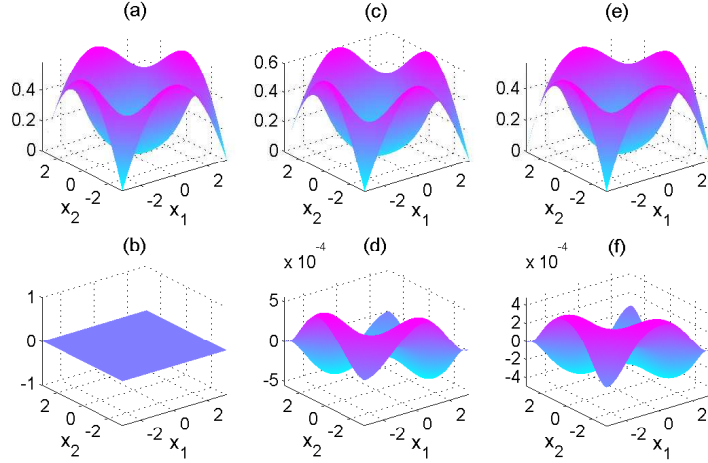 (a) (c) (e)
0.4 0.2 0
2 0 -2 -2 0 2
x2 x1
0.6 0.4 0.2 0
2 0 -2 -2 0 2
x2 x1
0.4 0.2 0
2 0 -2 -2 0 2
x2 x1
(b) (d) (f)
1 0 -1
2 0 -2 -2 0 2
x2 x1
x 10-4
5 0 -5
2 0 -2 -2 0 2
x2 x1
x 10-4
4 2 0 -2 -4
2 0 -2 -2 0 2
x2 x1